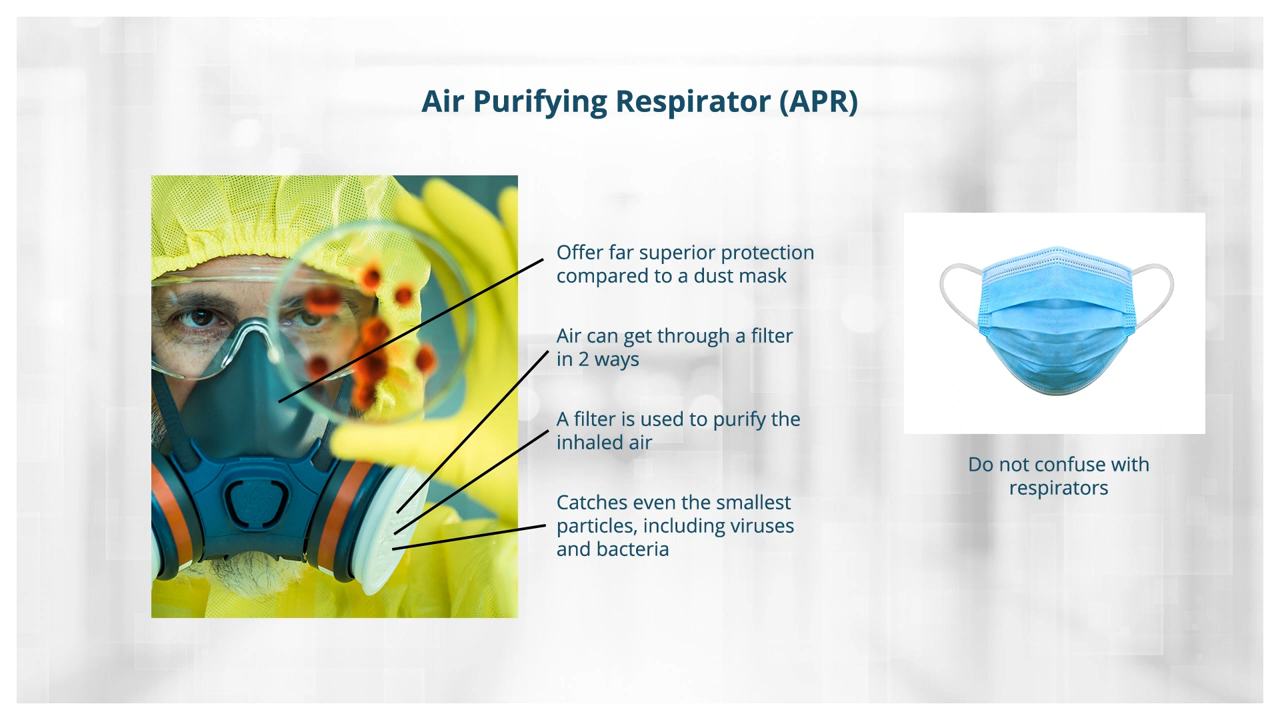 Air Purifying Respirator (APR)
Offer far superior protection
compared to a dust mask
Air can get through a filter
in 2 ways
A filter is used to purify the
inhaled air
Catches even the smallest
particles, including viruses
and bacteria
Do not confuse with
respirators